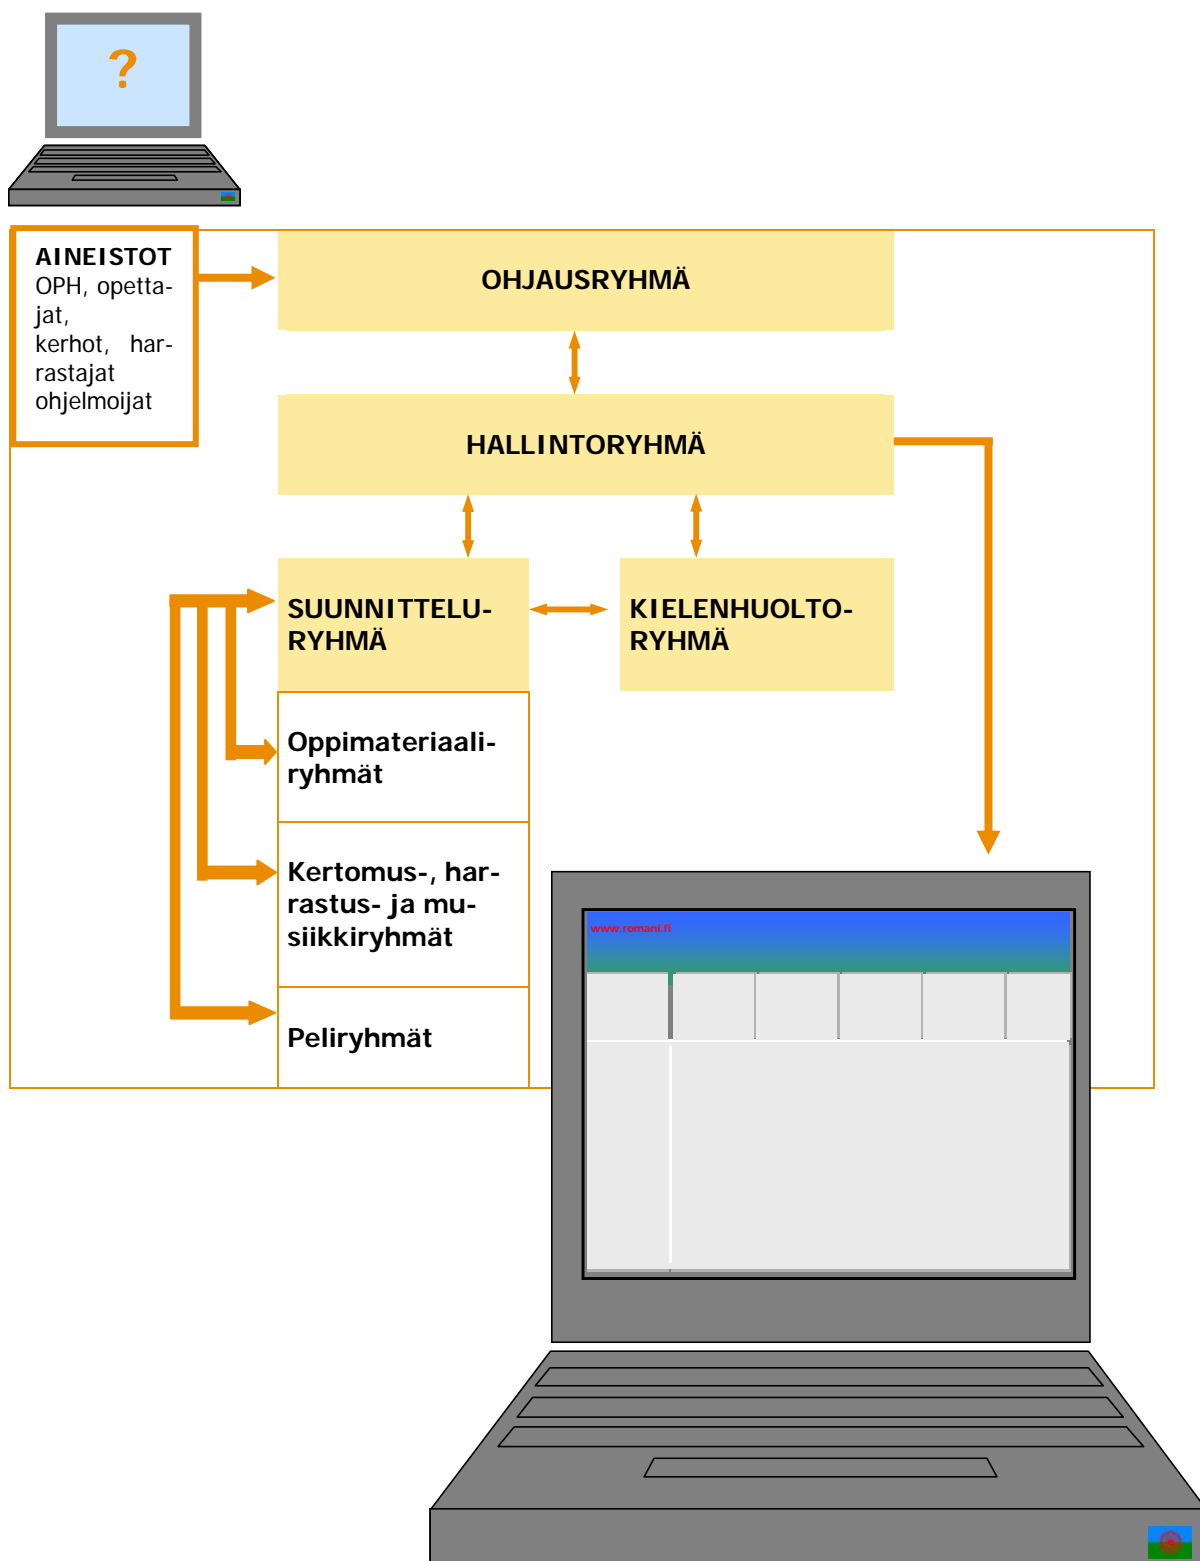 ?
AINEISTOT
OPH, opetta-
jat,
kerhot, har-
rastajat
ohjelmoijat
OHJAUSRYHMÄ
HALLINTORYHMÄ
SUUNNITTELU-
RYHMÄ
KIELENHUOLTO-
RYHMÄ
Oppimateriaali-
ryhmät
Kertomus-, har-
rastus- ja mu-
siikkiryhmät
Peliryhmät
www.romani.fi